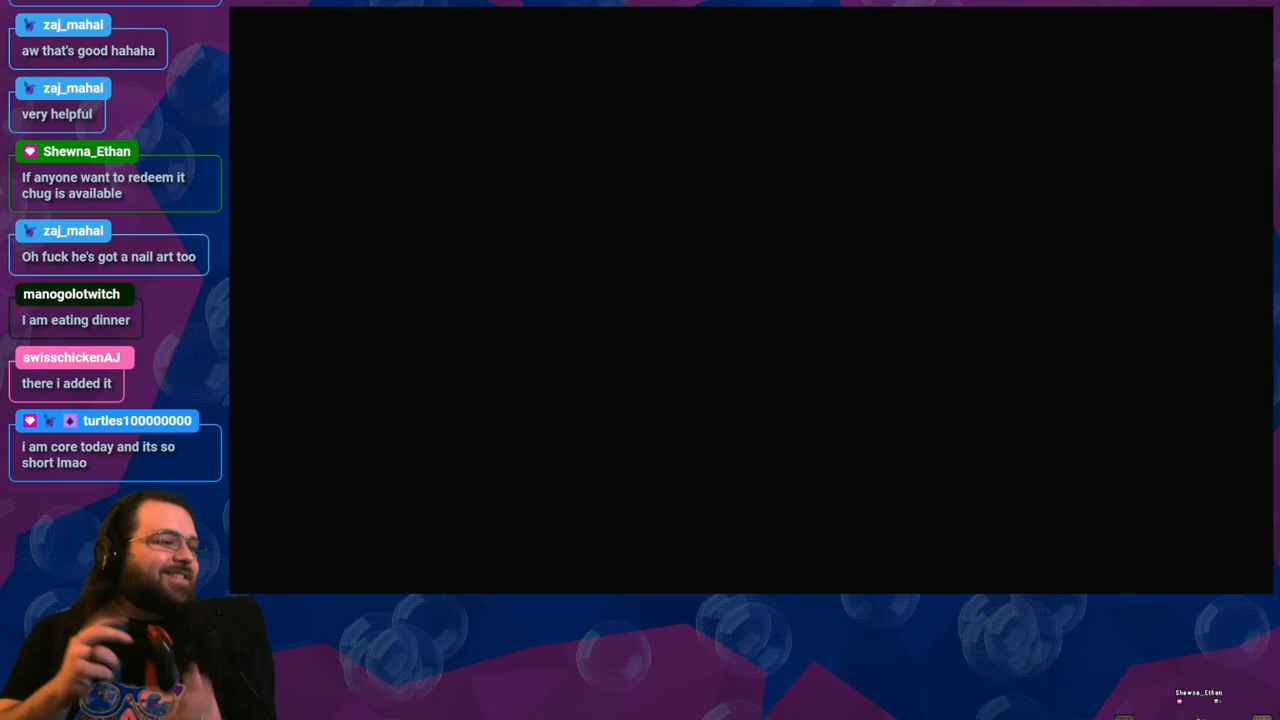 zaj_mahal
aw that's good hahaha
zaj_mahal
very helpful
Shewna_Ethan
If anyone want to redeem it
chug is available
zaj_mahal
Oh fuck he's got a nail art too
manogolotwitch
I am eating dinner
swisschickenAJ
there i added it
turtles100000000
i am core today and its so
short lmao
Shewna_Ethan